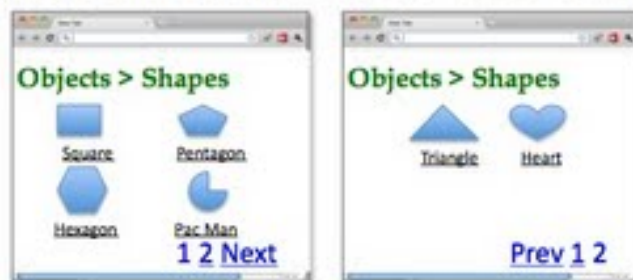 Objects > Shapes
Square Pentagon
Hexagon Pac Man
1 2 Next
Objects > Shapes
Triangle Heart
Prev 1 2